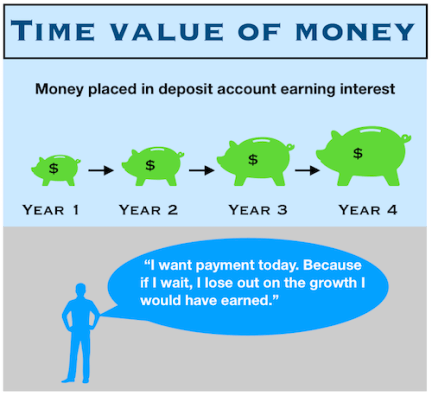 TIME VALUE OF MONEY
Money placed in deposit account earning interest
$ $ $ $
YEAR 1 YEAR 2 YEAR 3 YEAR 4
“I want payment today. Because
if I wait, I lose out on the growth I
would have earned.”